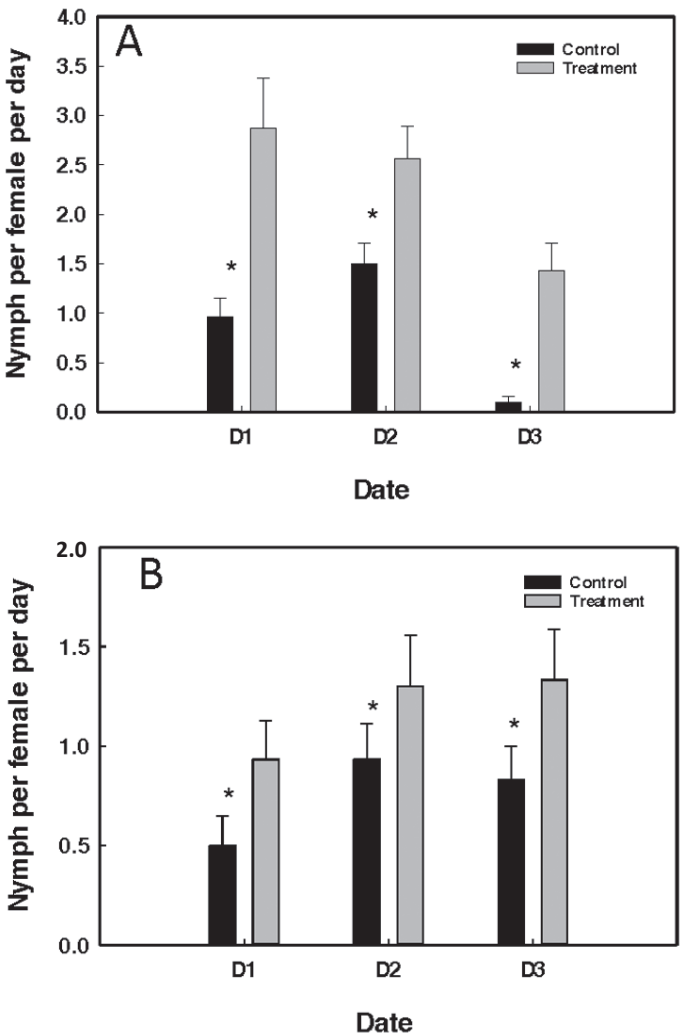 A
Control
Treatment
4.0
3.5
3.0
2.5
2.0
1.5
1.0
0.5
0.0
Nymph per female per day
*
*
*
D1 D2 D3
Date
B
Control
Treatment
2.0
1.5
1.0
0.5
0.0
Nymph per female per day
*
*
*
D1 D2 D3
Date